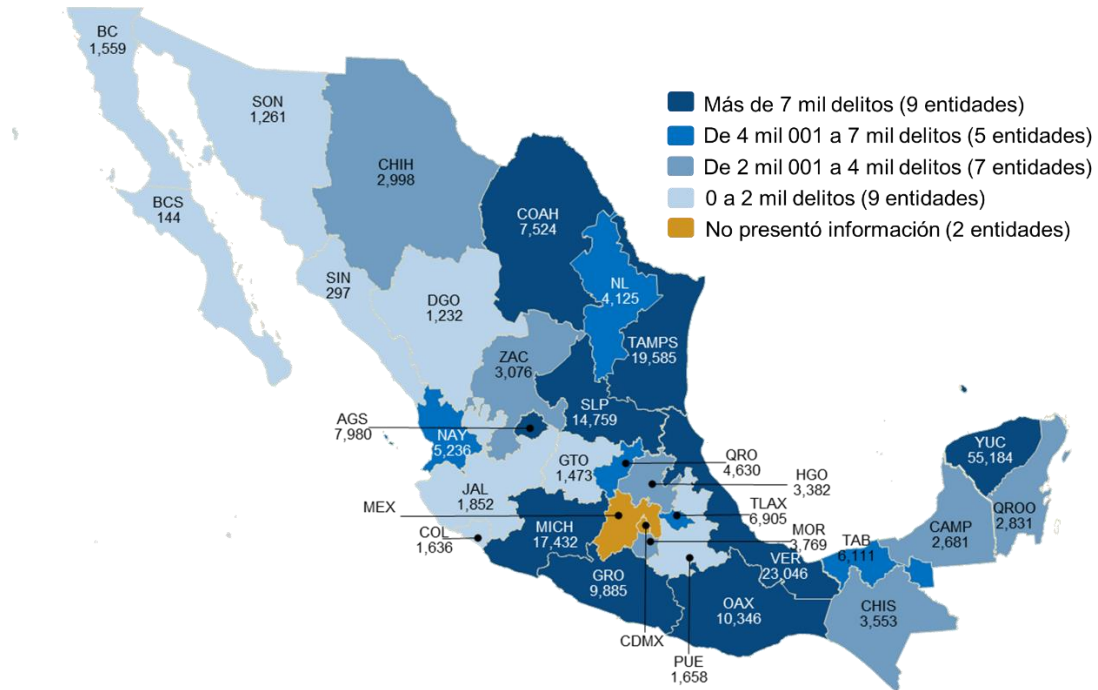 BC
1,559
SON
1,261
CHIH
2,998
BCS
144
COAH
7,524
Más de 7 mil delitos (9 entidades)
De 4 mil 001 a 7 mil delitos (5 entidades)
De 2 mil 001 a 4 mil delitos (7 entidades)
0 a 2 mil delitos (9 entidades)
No presentó información (2 entidades)
SIN
297
DGO
1,232
NL
4,125
TAMPS
19,585
ZAC
3,076
SLP
14,759
AGS
7,980
NAY
5,236
GTO
1,473
QRO
4,630
HGO
3,382
YUC
55,184
JAL
1,852
MEX
TLAX
6,905
QROO
2,831
COL
1,636
MICH
17,432
MOR
3,769
CAMP
2,681
TAB
6,111
VER
23,046
GRO
9,885
OAX
10,346
CHIS
3,553
CDMX
PUE
1,658